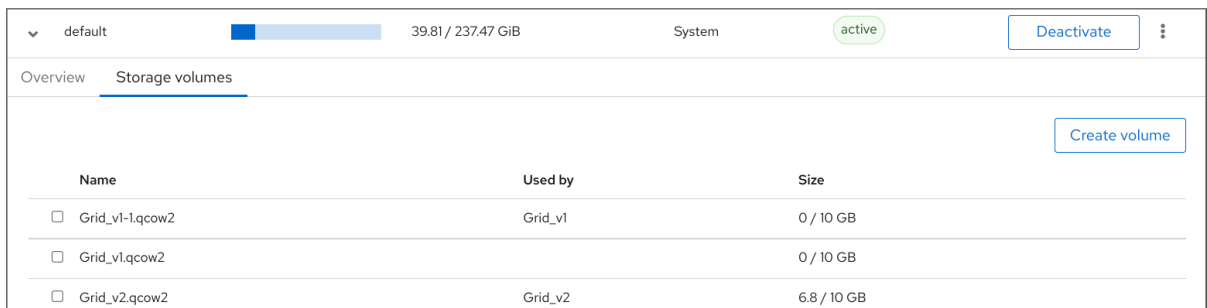 default 39.81 / 237.47 GiB System active Deactivate
Overview Storage volumes
Create volume
Name Used by Size
Grid_v1-1.qcow2 Grid_v1 0 / 10 GB
Grid_v1.qcow2 0 / 10 GB
Grid_v2.qcow2 Grid_v2 6.8 / 10 GB